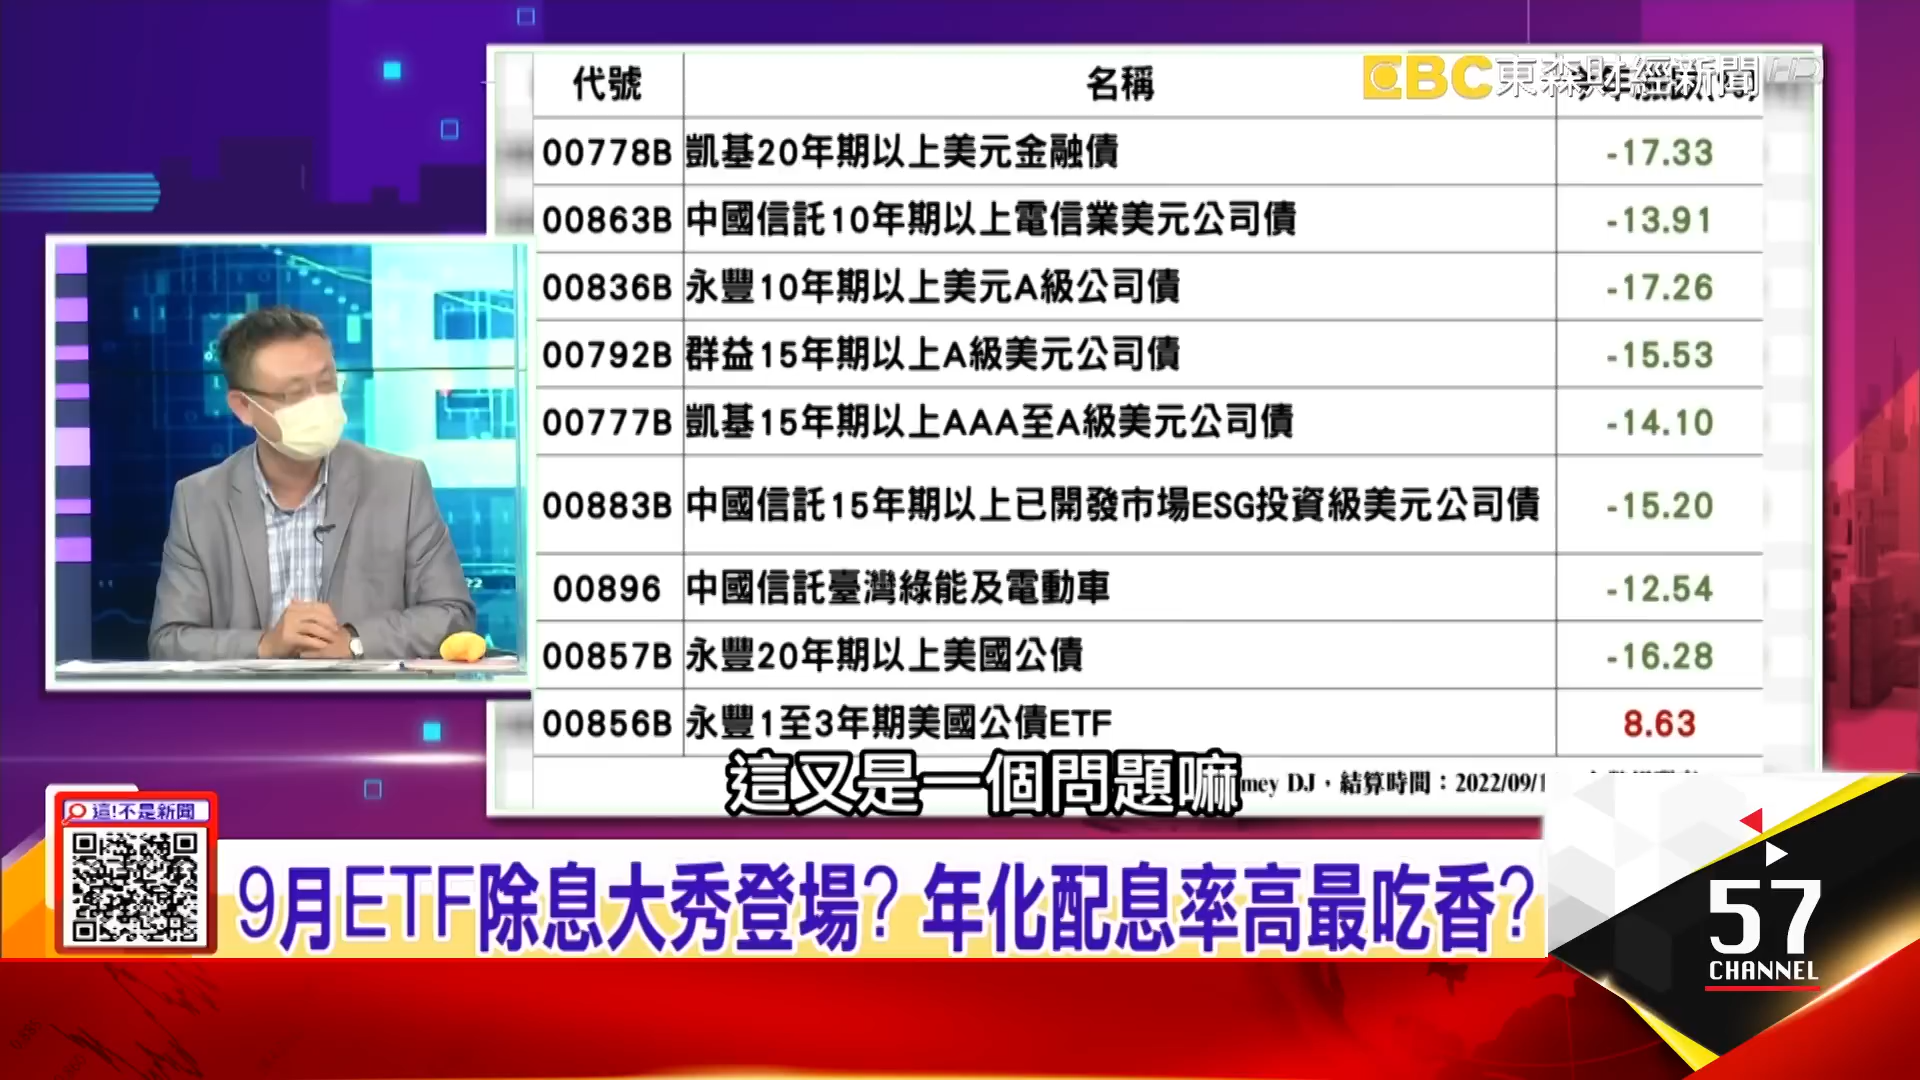 代號 名稱
EBC東森財經新聞HD
00778B 凱基20年期以上美元金融債 -17.33
00863B 中國信託10年期以上電信業美元公司債 -13.91
00836B 永豐10年期以上美元A級公司債 -17.26
00792B 群益15年期以上A級美元公司債 -15.53
00777B 凱基15年期以上AAA至A級美元公司債 -14.10
00883B 中國信託15年期以上已開發市場ESG投資級美元公司債 -15.20
00896 中國信託臺灣綠能及電動車 -12.54
00857B 永豐20年期以上美國公債 -16.28
00856B 永豐1至3年期美國公債ETF 8.63
這又是一個問題嘛
mey DJ，結算時間：2022/09/1
這!不是新聞
9月ETF除息大秀登場? 年化配息率高最吃香?
57
CHANNEL